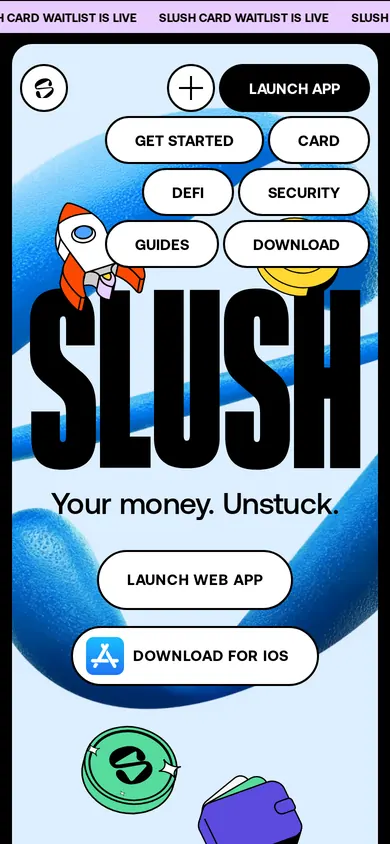 H CARD WAITLIST IS LIVE SLUSH CARD WAITLIST IS LIVE SLUSH
LAUNCH APP
GET STARTED CARD
DEFI SECURITY
GUIDES DOWNLOAD
SLUSH
Your money. Unstuck.
LAUNCH WEB APP
DOWNLOAD FOR IOS